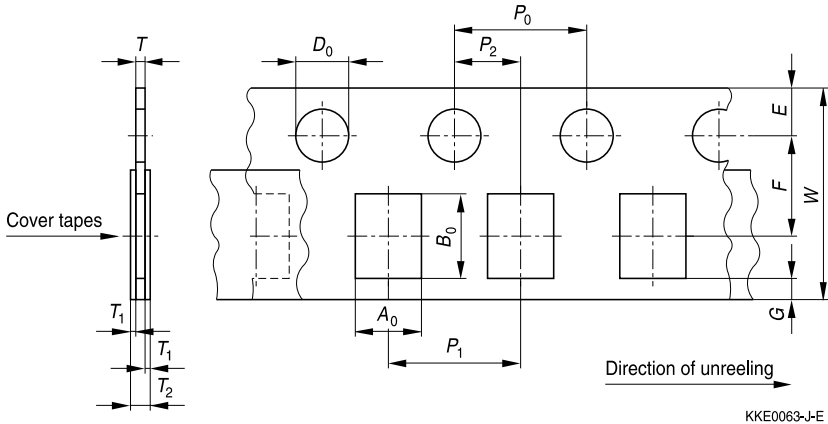 P₀
T
D₀
P₂
E
F
W
Cover tapes
B₀
T₁
A₀
G
T₁
P₁
T₂
Direction of unreeling
KKE0063-J-E